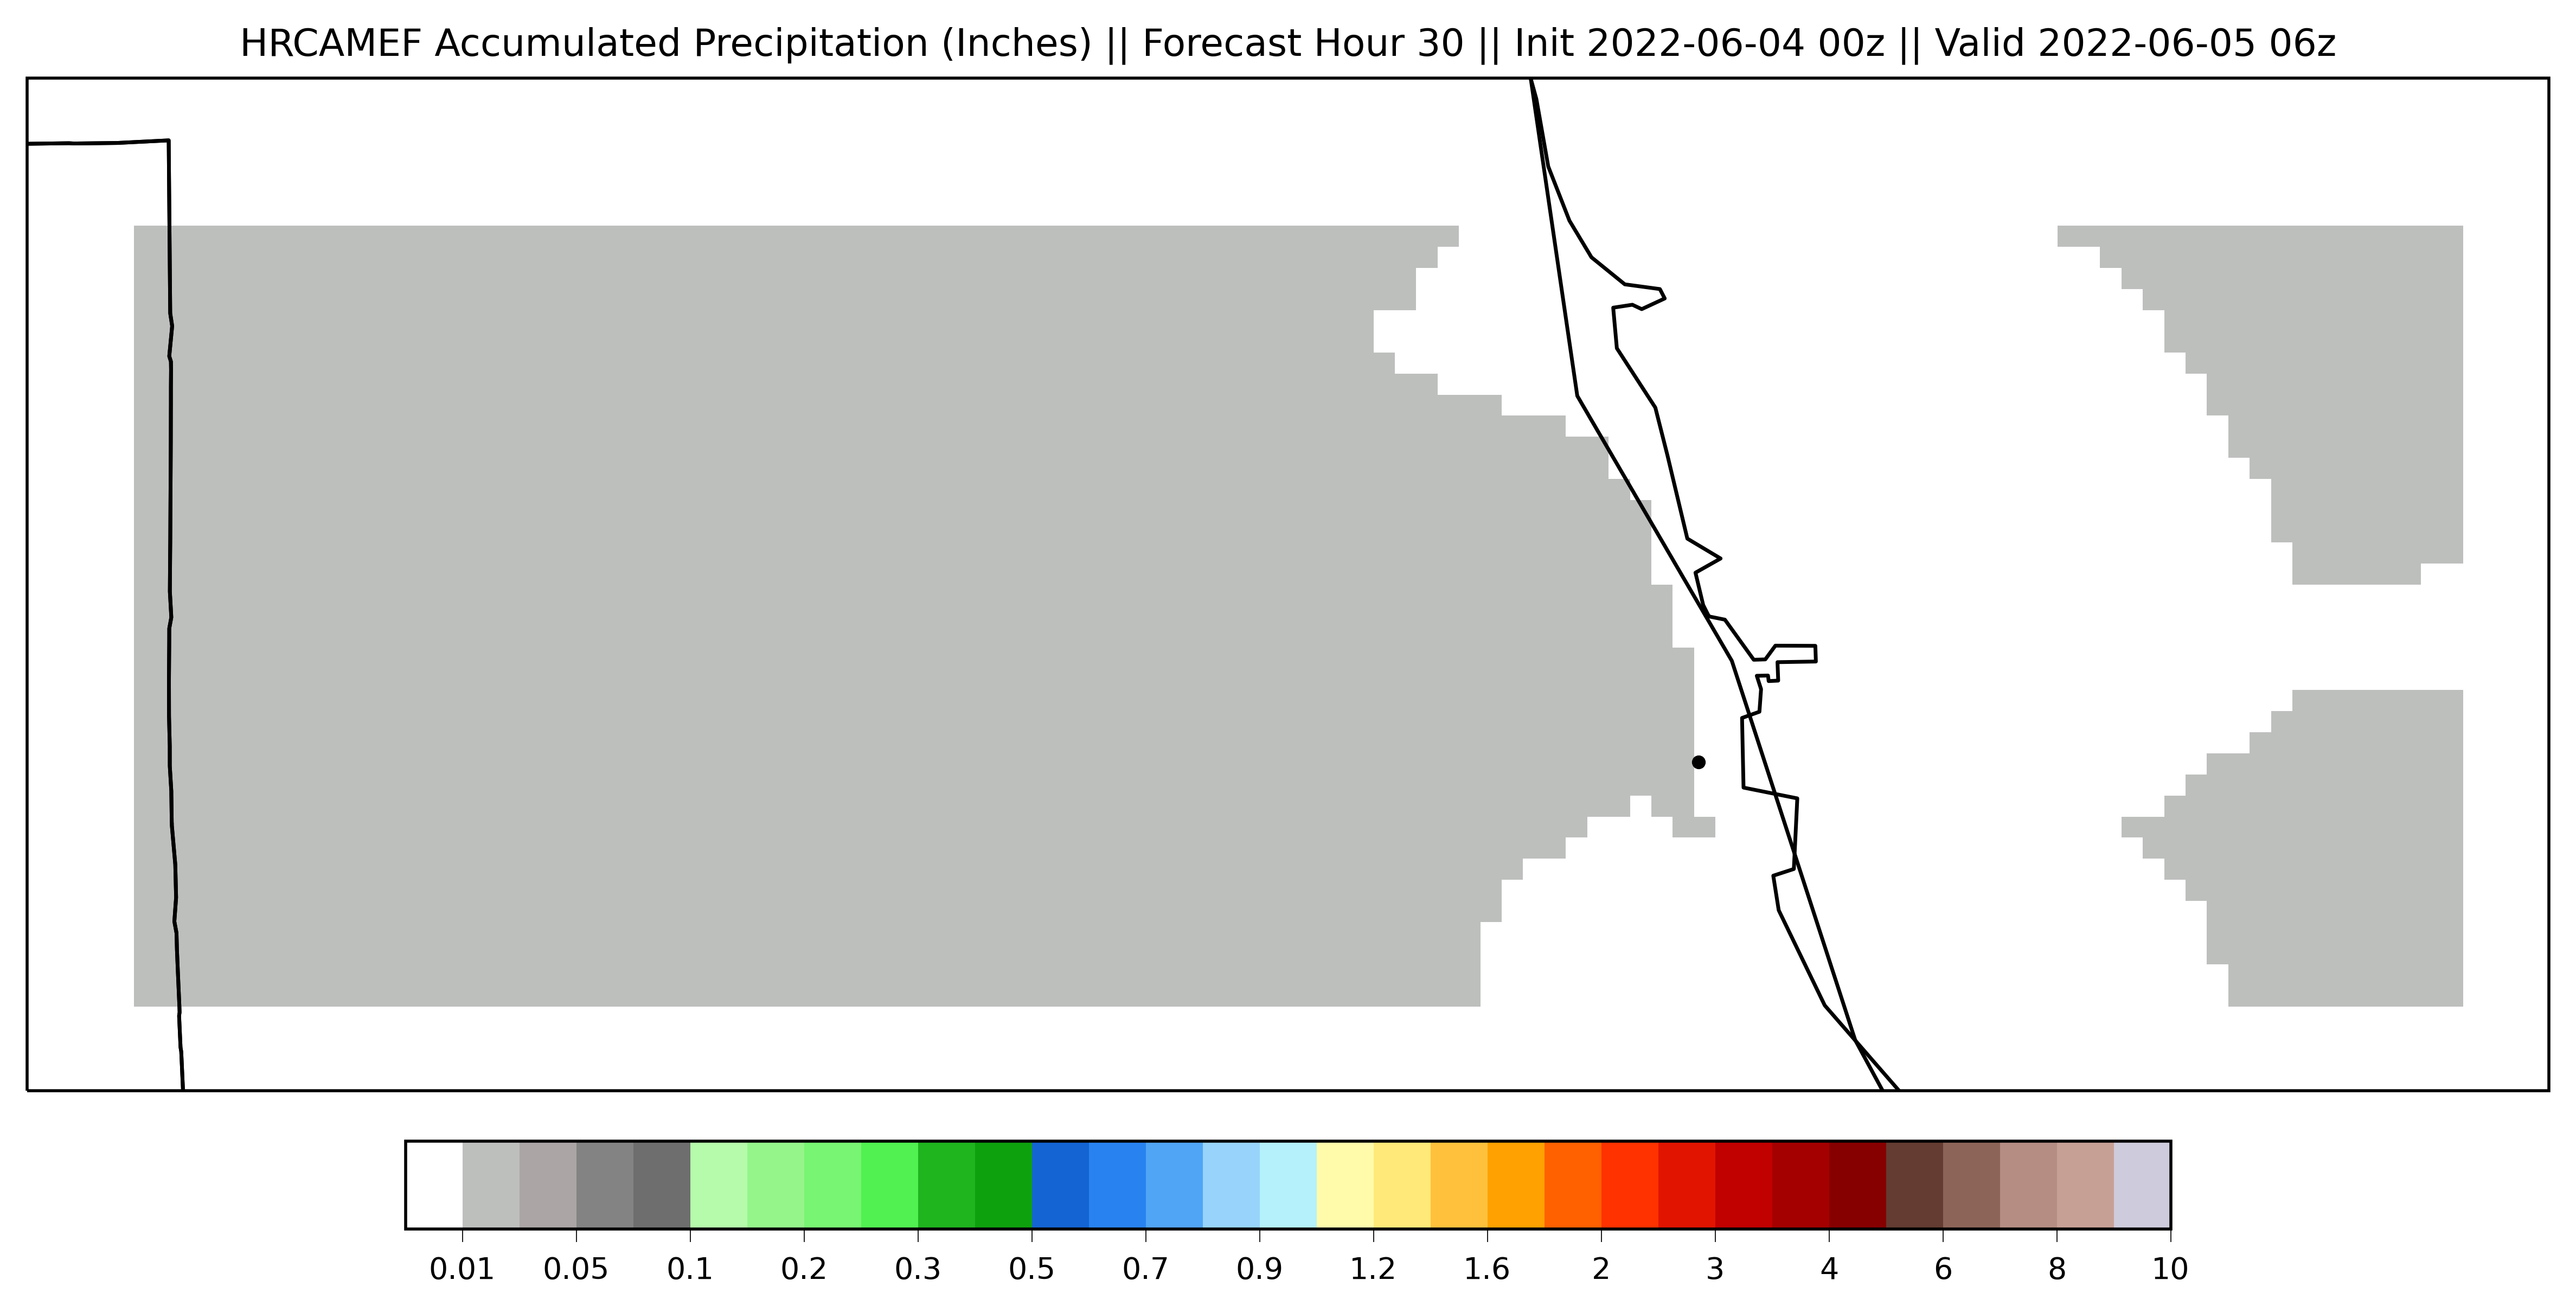 HRCAMEF Accumulated Precipitation (Inches) || Forecast Hour 30 || Init 2022-06-04 00z || Valid 2022-06-05 06z
0.01 0.05 0.1 0.2 0.3 0.5 0.7 0.9 1.2 1.6 2 3 4 6 8 10